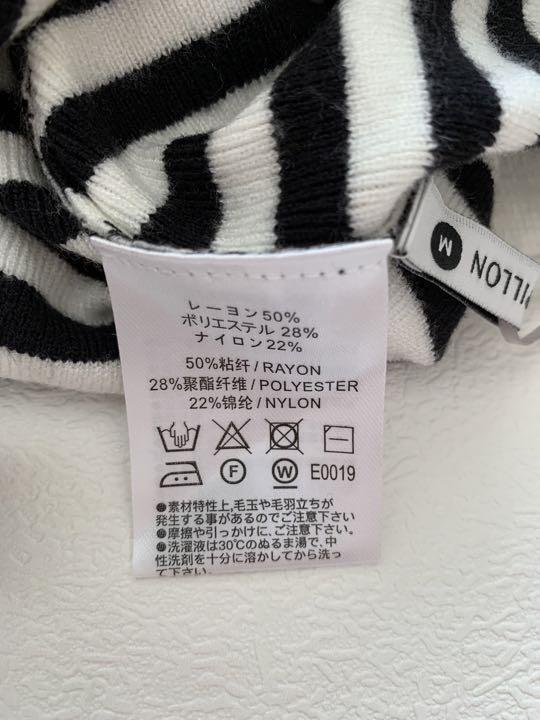 レーヨン50%
ポリエステル 28%
ナイロン22%
50%粘纤/RAYON
28%聚酯纤维/POLYESTER
22%锦纶/NYLON
F W E0019
●素材特性上,毛玉や毛羽立ちが
発生する事があるのでご注意下さい
●摩擦や引っかけに、ご注意下さい
●洗濯液は30℃のぬるま湯で、中
性洗剤を十分に溶かしてから洗っ
て下さい。
M
PILLON